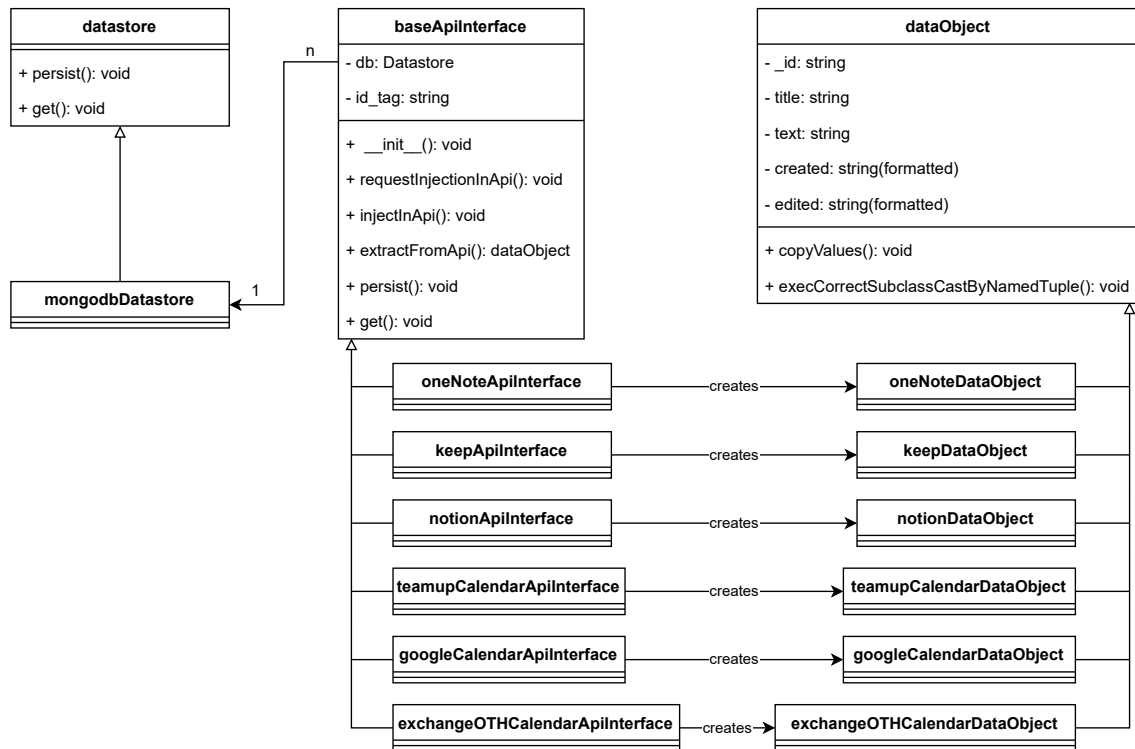 datastore
+ persist(): void
+ get(): void
mongodbDatastore
n
1
baseApiInterface
- db: Datastore
- id_tag: string
+ __init__(): void
+ requestInjectionInApi(): void
+ injectInApi(): void
+ extractFromApi(): dataObject
+ persist(): void
+ get(): void
dataObject
- _id: string
- title: string
- text: string
- created: string(formatted)
- edited: string(formatted)
+ copyValues(): void
+ execCorrectSubclassCastByNamedTuple(): void
oneNoteApiInterface creates oneNoteDataObject
keepApiInterface creates keepDataObject
notionApiInterface creates notionDataObject
teamupCalendarApiInterface creates teamupCalendarDataObject
googleCalendarApiInterface creates googleCalendarDataObject
exchangeOTHCalendarApiInterface creates exchangeOTHCalendarDataObject